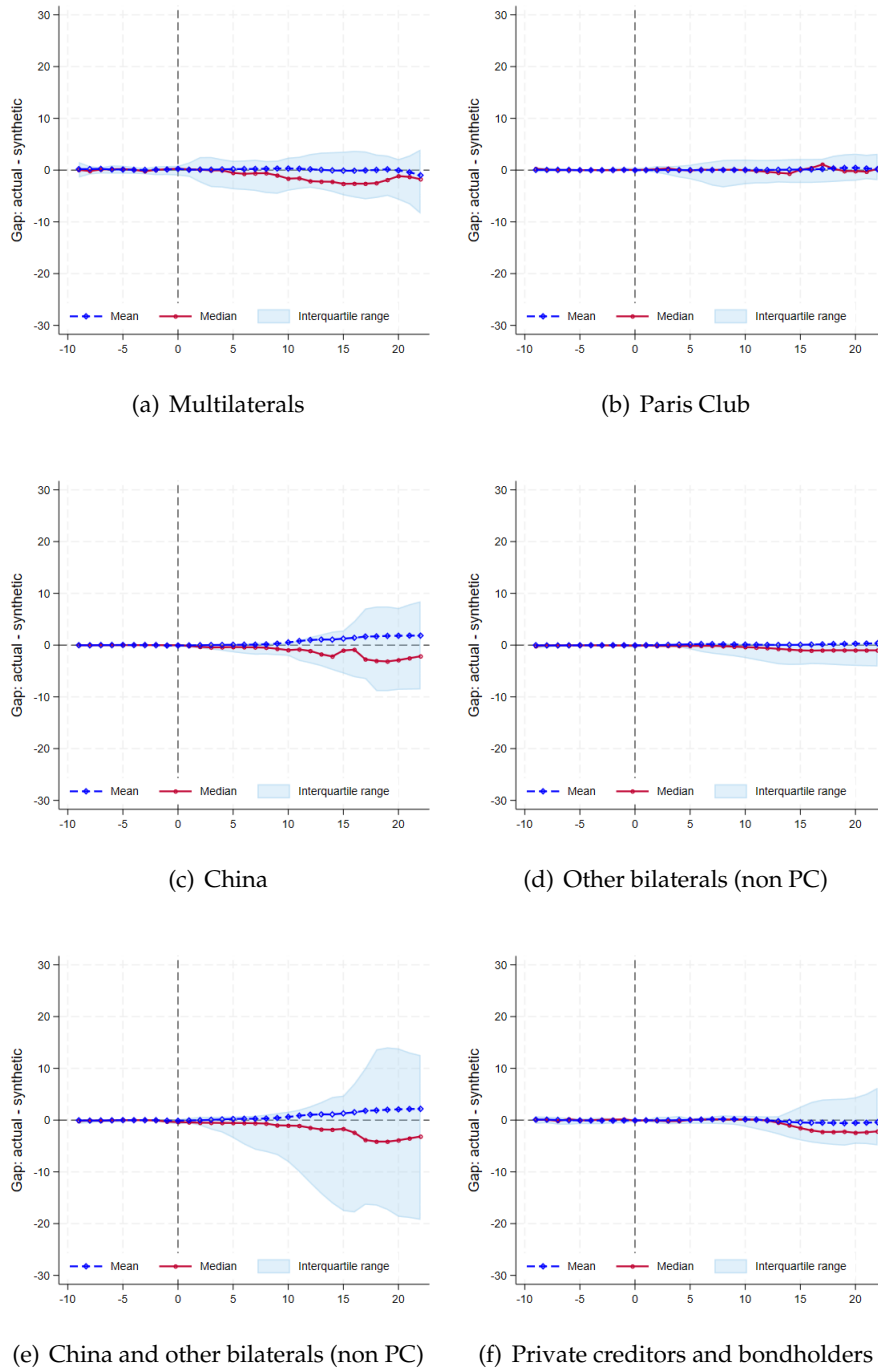 30
20
10
0
-10
-20
-30
Gap: actual - synthetic
Mean Median Interquartile range
-10 -5 0 5 10 15 20
(a) Multilaterals
30
20
10
0
-10
-20
-30
Gap: actual - synthetic
Mean Median Interquartile range
-10 -5 0 5 10 15 20
(b) Paris Club
30
20
10
0
-10
-20
-30
Gap: actual - synthetic
Mean Median Interquartile range
-10 -5 0 5 10 15 20
(c) China
30
20
10
0
-10
-20
-30
Gap: actual - synthetic
Mean Median Interquartile range
-10 -5 0 5 10 15 20
(d) Other bilaterals (non PC)
30
20
10
0
-10
-20
-30
Gap: actual - synthetic
Mean Median Interquartile range
-10 -5 0 5 10 15 20
(e) China and other bilaterals (non PC)
30
20
10
0
-10
-20
-30
Gap: actual - synthetic
Mean Median Interquartile range
-10 -5 0 5 10 15 20
(f) Private creditors and bondholders